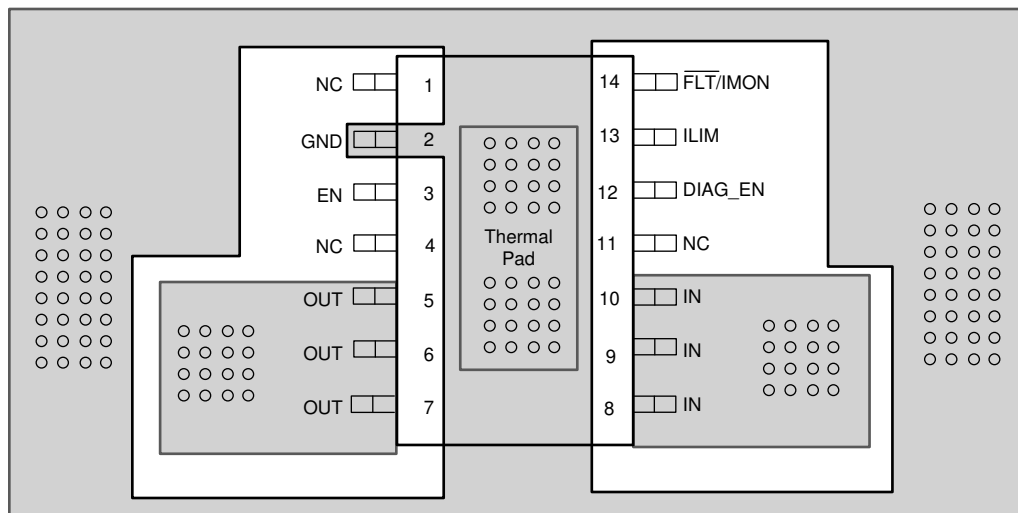 NC 1 14 F̅L̅T̅/IMON
GND 2 13 ILIM
EN 3 12 DIAG_EN
NC 4 Thermal 11 NC
Pad
OUT 5 10 IN
OUT 6 9 IN
OUT 7 8 IN